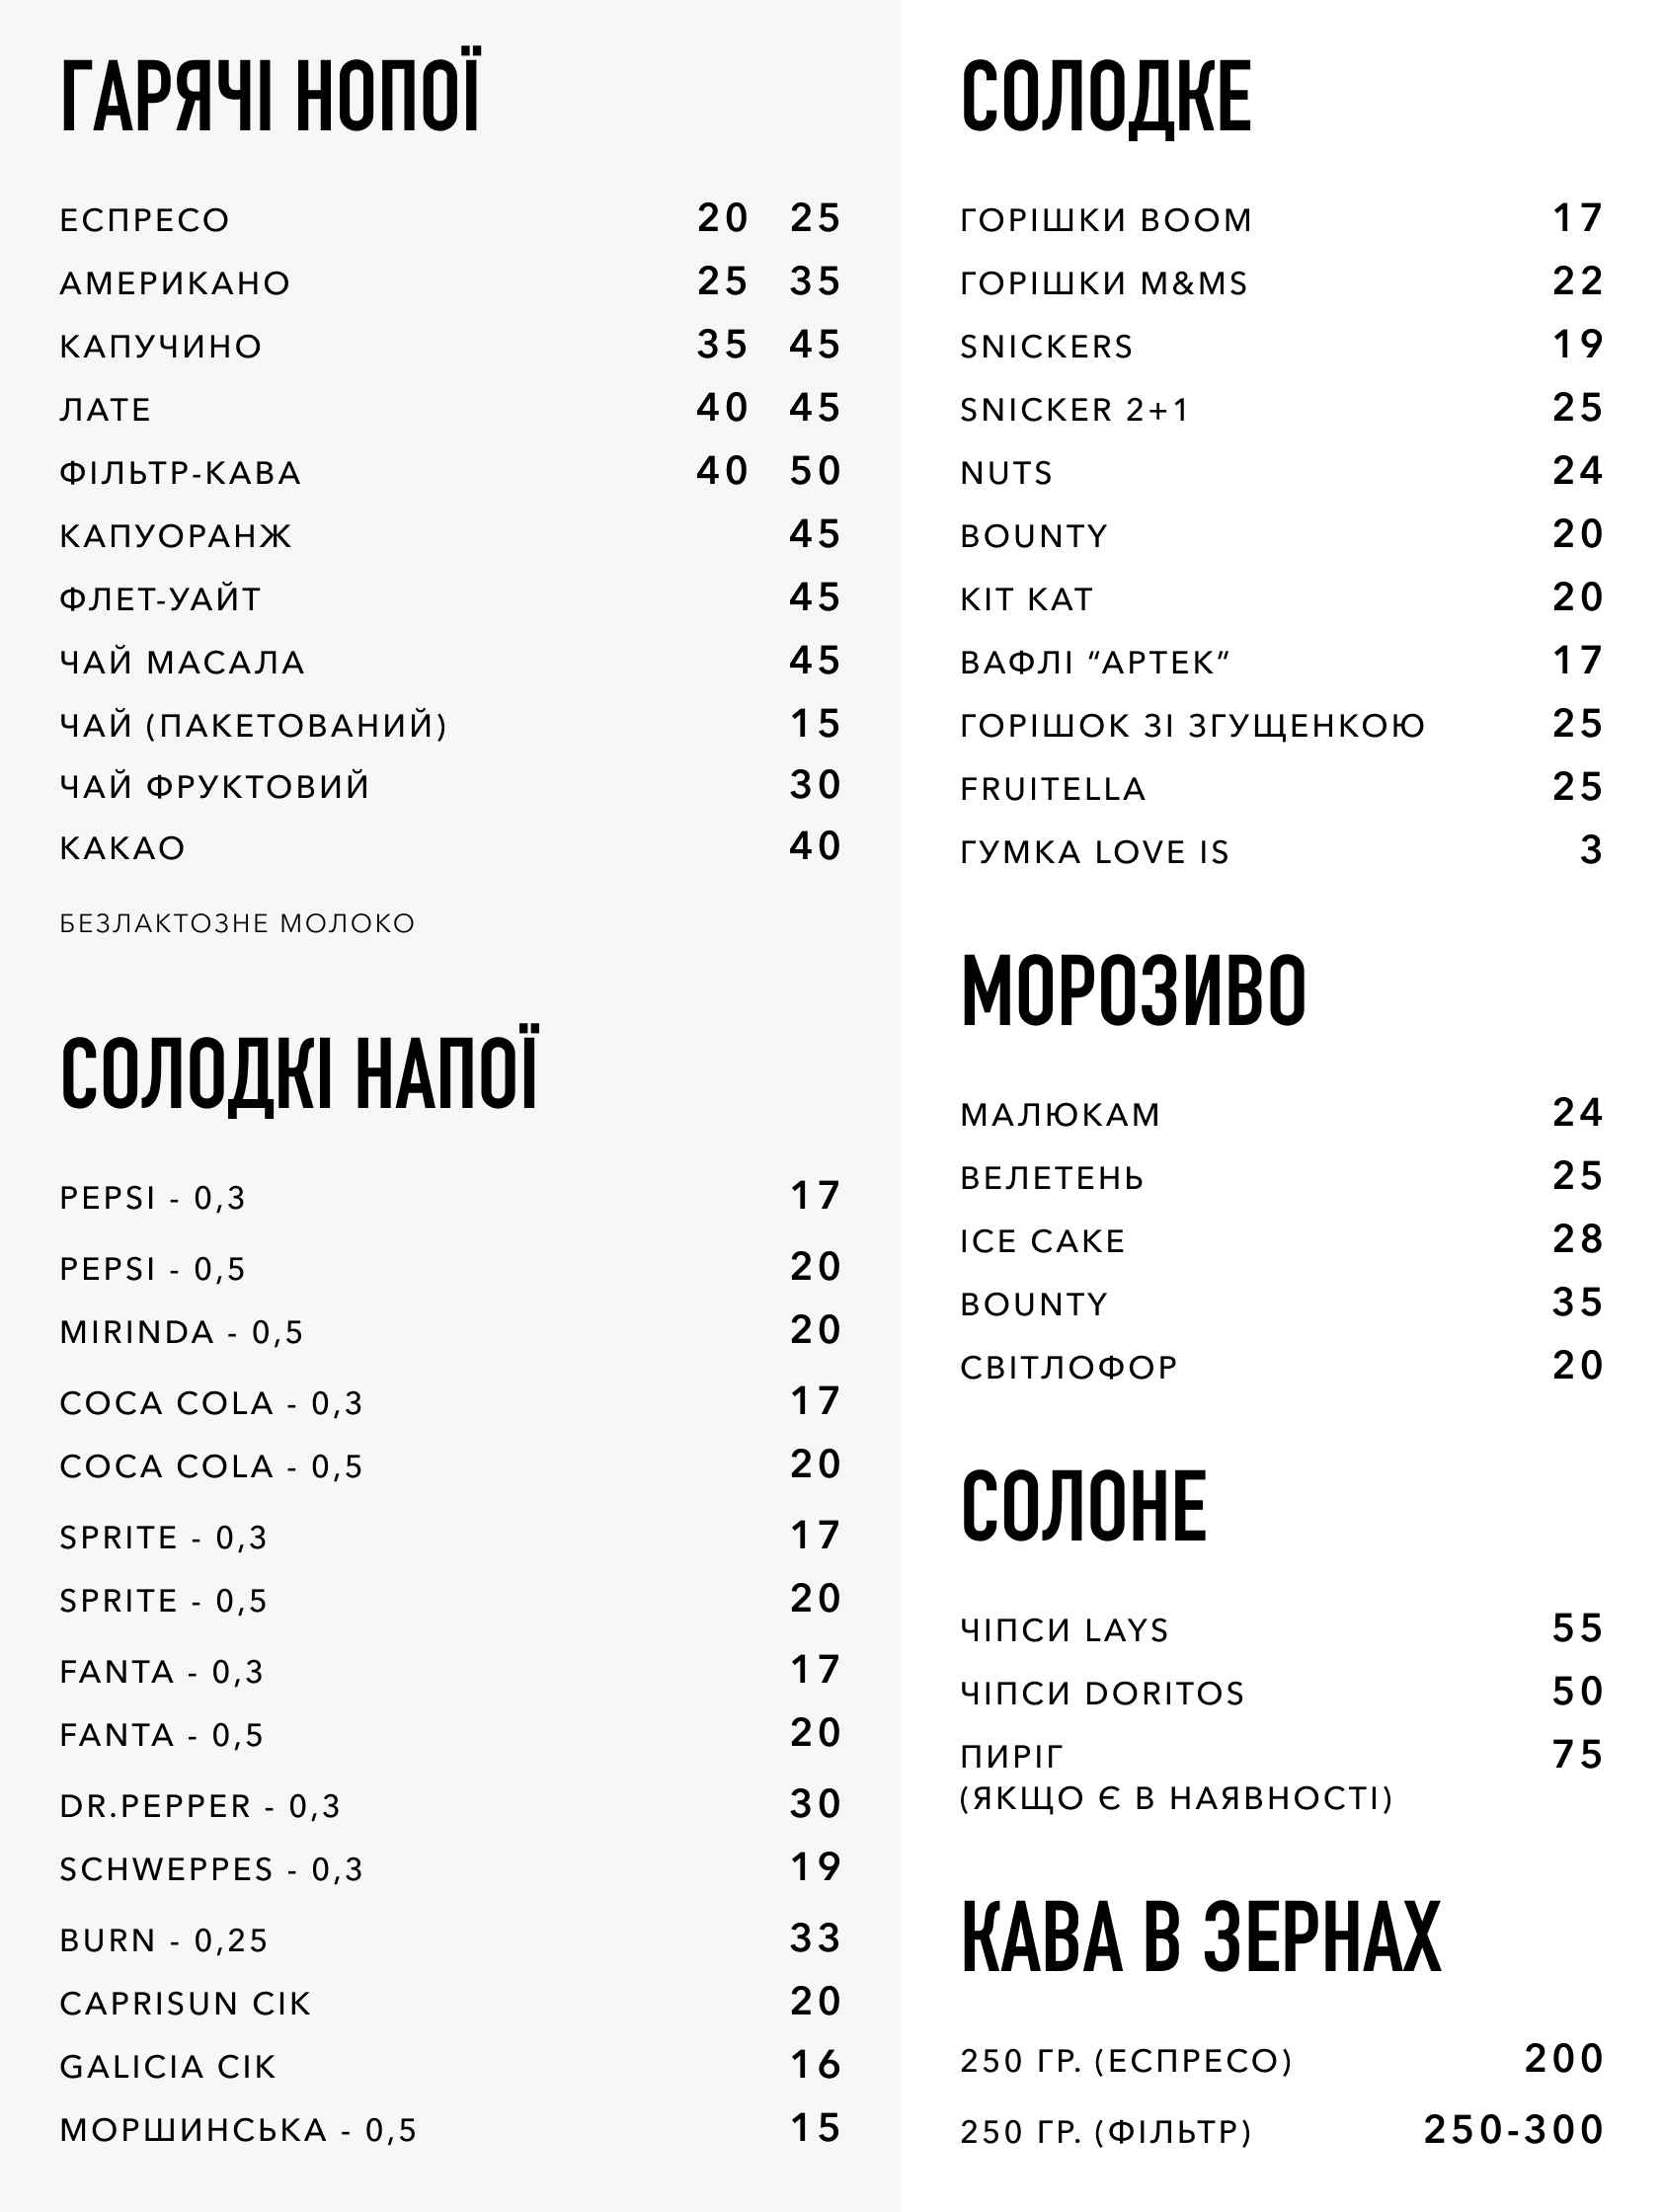 ГАРЯЧІ НОПОЇ
ЕСПРЕСО 20 25
АМЕРИКАНО 25 35
КАПУЧИНО 35 45
ЛАТЕ 40 45
ФІЛЬТР-КАВА 40 50
КАПУОРАНЖ 45
ФЛЕТ-УАЙТ 45
ЧАЙ МАСАЛА 45
ЧАЙ (ПАКЕТОВАНИЙ) 15
ЧАЙ ФРУКТОВИЙ 30
КАКАО 40
БЕЗЛАКТОЗНЕ МОЛОКО
СОЛОДКІ НАПОЇ
PEPSI - 0,3 17
PEPSI - 0,5 20
MIRINDA - 0,5 20
COCA COLA - 0,3 17
COCA COLA - 0,5 20
SPRITE - 0,3 17
SPRITE - 0,5 20
FANTA - 0,3 17
FANTA - 0,5 20
DR.PEPPER - 0,3 30
SCHWEPPES - 0,3 19
BURN - 0,25 33
CAPRISUN СІК 20
GALICIA СІК 16
МОРШИНСЬКА - 0,5 15
СОЛОДКЕ
ГОРІШКИ BOOM 17
ГОРІШКИ M&MS 22
SNICKERS 19
SNICKER 2+1 25
NUTS 24
BOUNTY 20
KIT KAT 20
ВАФЛІ “АРТЕК” 17
ГОРІШОК ЗІ ЗГУЩЕНКОЮ 25
FRUITELLA 25
ГУМКА LOVE IS 3
МОРОЗИВО
МАЛЮКАМ 24
ВЕЛЕТЕНЬ 25
ICE CAKE 28
BOUNTY 35
СВІТЛОФОР 20
СОЛОНЕ
ЧІПСИ LAYS 55
ЧІПСИ DORITOS 50
ПИРІГ 75
(ЯКЩО Є В НАЯВНОСТІ)
КАВА В ЗЕРНАХ
250 ГР. (ЕСПРЕСО) 200
250 ГР. (ФІЛЬТР) 250-300